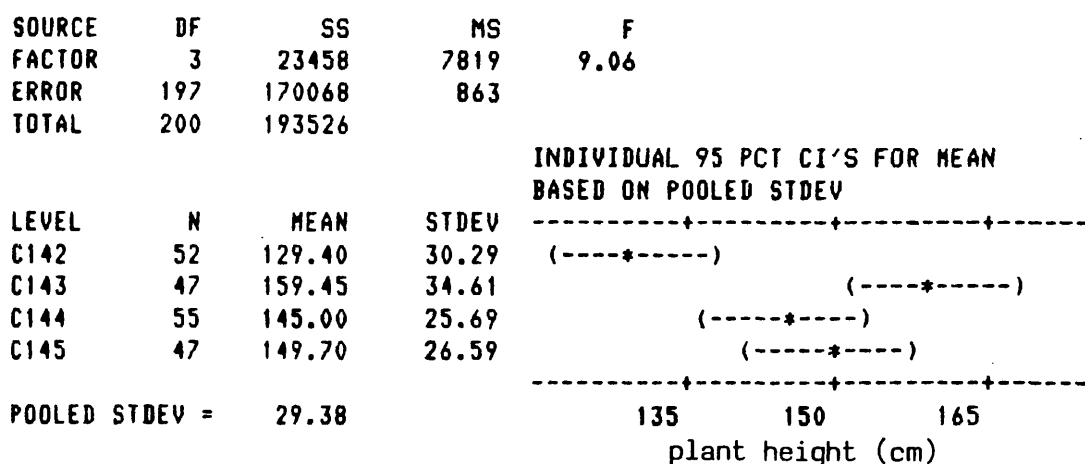 SOURCE DF SS MS F
FACTOR 3 23458 7819 9.06
ERROR 197 170068 863
TOTAL 200 193526
INDIVIDUAL 95 PCT CI'S FOR MEAN
BASED ON POOLED STDEV
LEVEL N MEAN STDEV ----------+---------+---------+------
C142 52 129.40 30.29 (----*-----)
C143 47 159.45 34.61 (----*-----)
C144 55 145.00 25.69 (-----*----)
C145 47 149.70 26.59 (-----*----)
----------+---------+---------+------
POOLED STDEV = 29.38 135 150 165
plant height (cm)